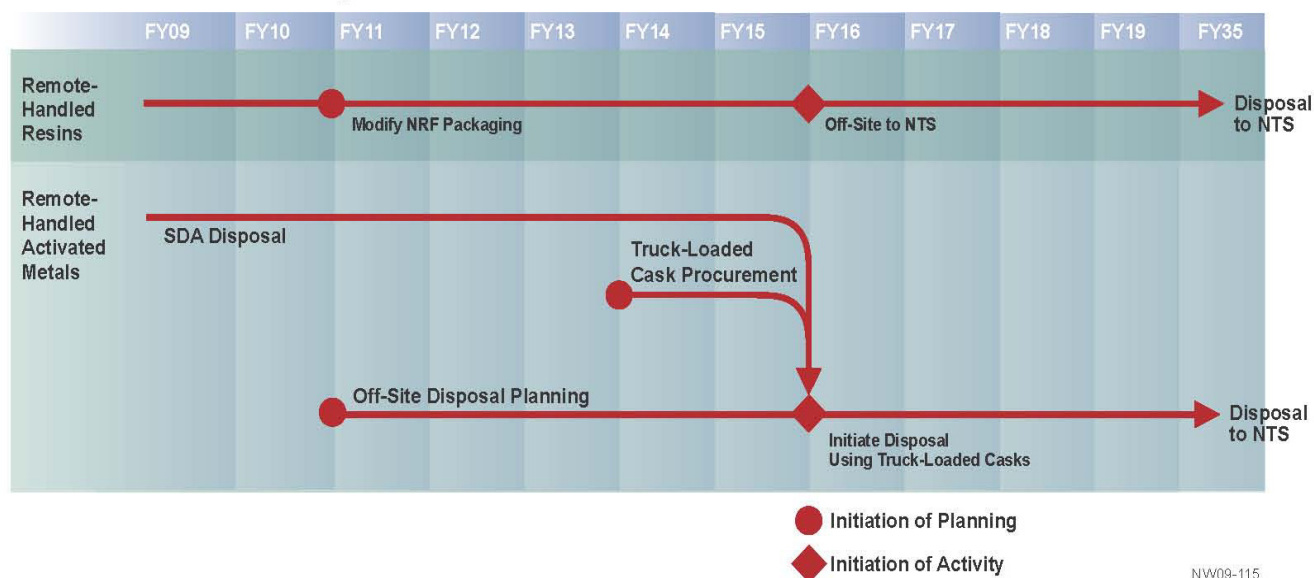 FY09 FY10 FY11 FY12 FY13 FY14 FY15 FY16 FY17 FY18 FY19 FY35
Remote-
Handled
Resins
Modify NRF Packaging
Off-Site to NTS
Disposal
to NTS
Remote-
Handled
Activated
Metals
SDA Disposal
Truck-Loaded
Cask Procurement
Off-Site Disposal Planning
Initiate Disposal
Using Truck-Loaded Casks
Disposal
to NTS
Initiation of Planning
Initiation of Activity
NW09-115